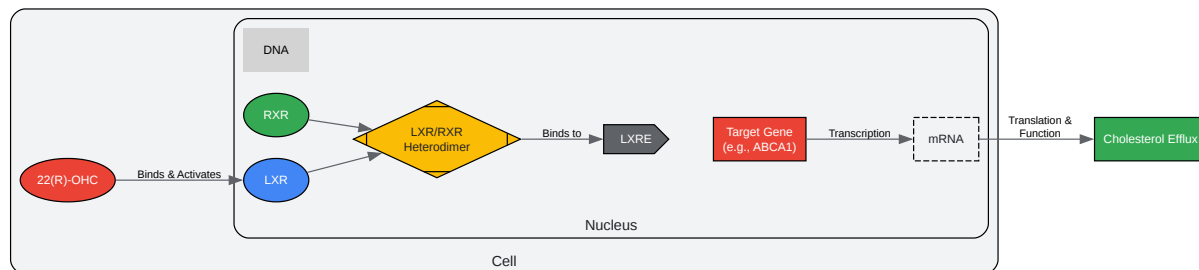 DNA
RXR
LXR/RXR
Heterodimer
Binds to
LXRE
Target Gene
(e.g., ABCA1)
Transcription
mRNA
Translation &
Function
Cholesterol Efflux
22(R)-OHC
Binds & Activates
LXR
Nucleus
Cell